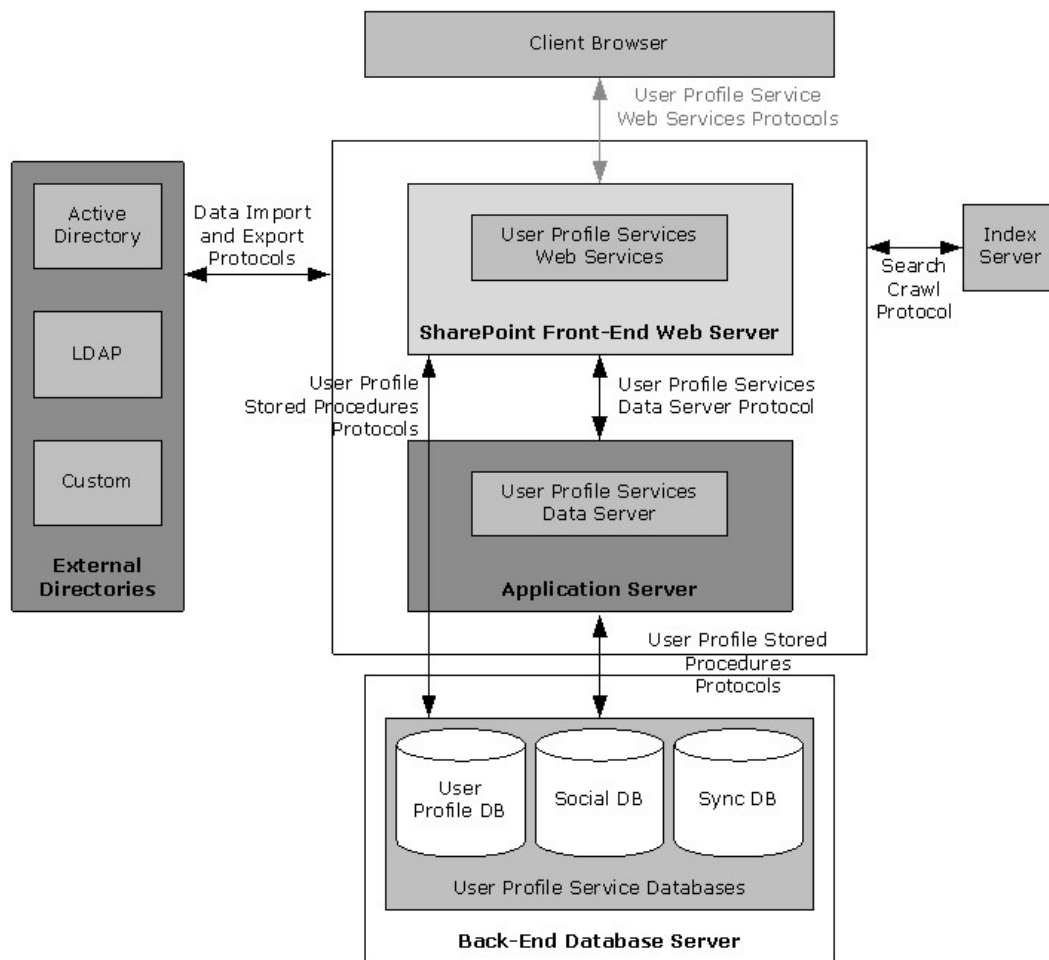 Client Browser
User Profile Service
Web Services Protocols
Active
Directory
LDAP
Custom
External
Directories
Data Import
and Export
Protocols
User Profile Services
Web Services
SharePoint Front-End Web Server
Index
Server
Search
Crawl
Protocol
User Profile
Stored Procedures
Protocols
User Profile Services
Data Server Protocol
User Profile Services
Data Server
Application Server
User Profile Stored
Procedures
Protocols
User
Profile DB
Social DB
Sync DB
User Profile Service Databases
Back-End Database Server